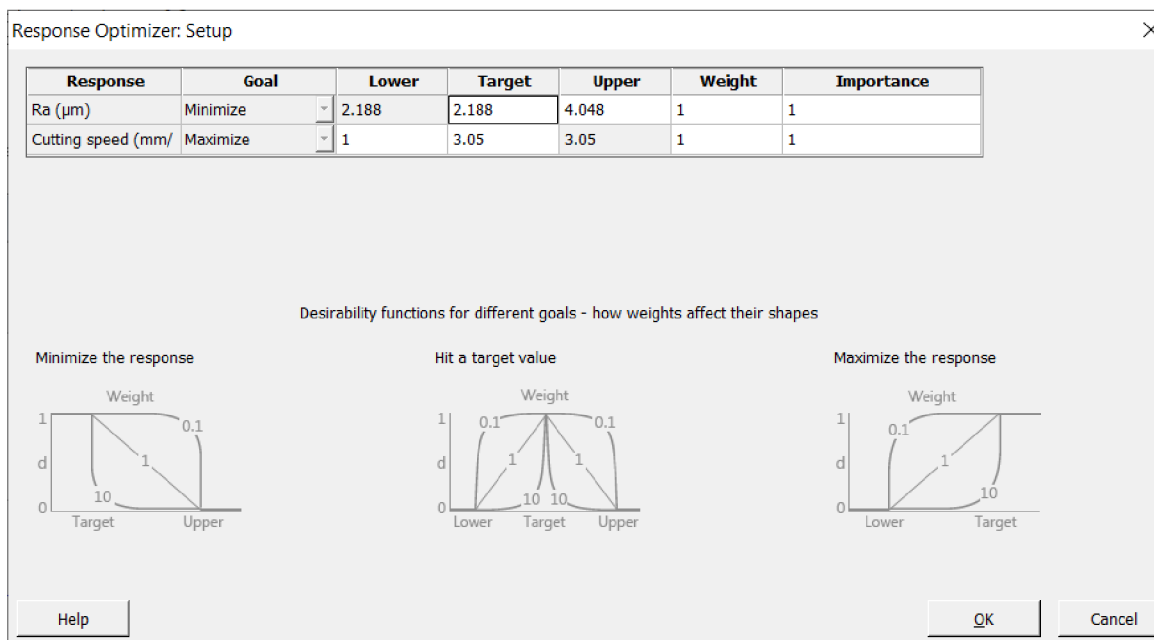 Response Optimizer: Setup
Response Goal Lower Target Upper Weight Importance
Ra (µm) Minimize 2.188 2.188 4.048 1 1
Cutting speed (mm/ Maximize 1 3.05 3.05 1 1
Desirability functions for different goals - how weights affect their shapes
Minimize the response Hit a target value Maximize the response
Weight Weight Weight
1 0.1 1 0.1 0.1 1 0.1
d 1 d 1 1 d 1
0 10 0 10 10 0 10
Target Upper Lower Target Upper Lower Target
Help OK Cancel